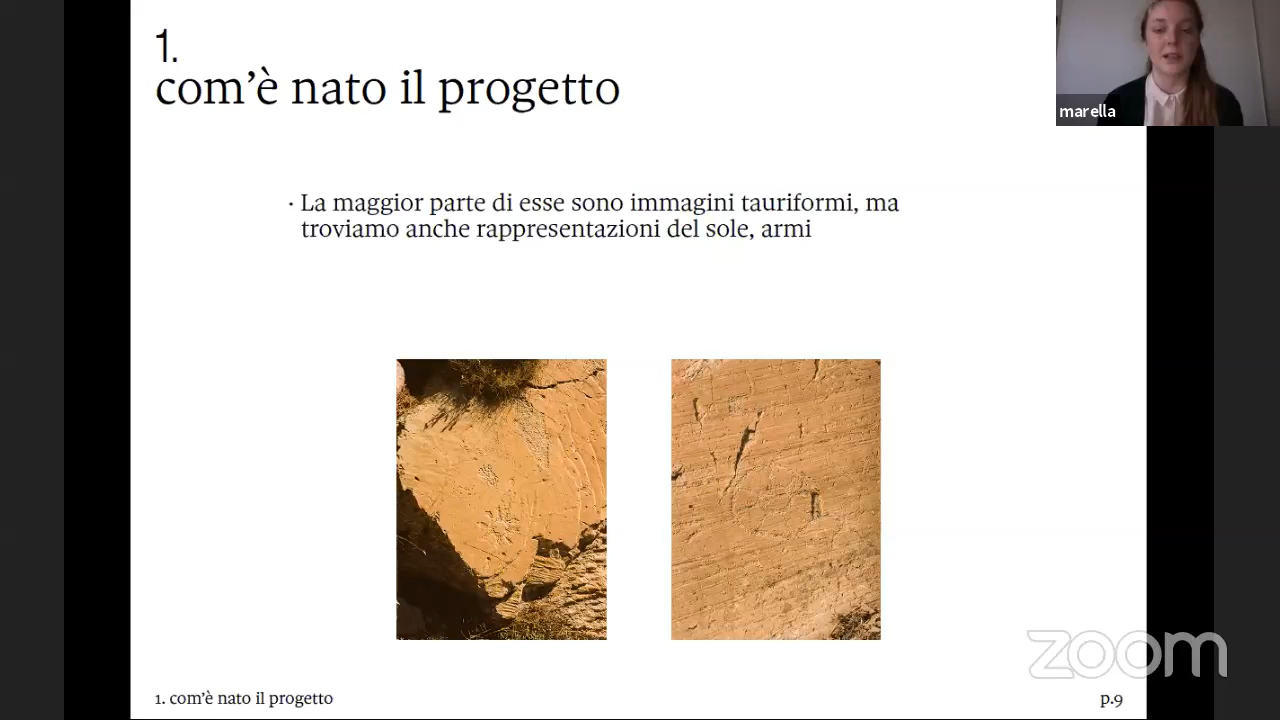 1.
com'è nato il progetto
marella
· La maggior parte di esse sono immagini tauriformi, ma
troviamo anche rappresentazioni del sole, armi
zoom
1. com'è nato il progetto
p.9